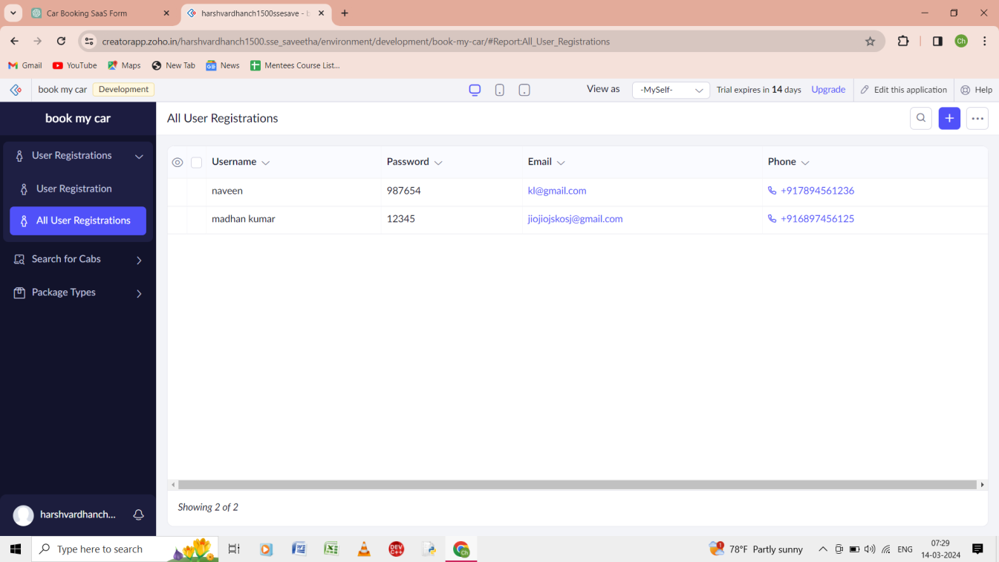 Car Booking SaaS Form
harshvardhanch1500ssesave - b
creatorapp.zoho.in/harshvardhanch1500.sse_saveetha/environment/development/book-my-car/#Report:All_User_Registrations
Ch
Gmail YouTube Maps New Tab News Mentees Course List...
book my car Development View as -MySelf- Trial expires in 14 days Upgrade Edit this application Help
book my car
All User Registrations
User Registrations
User Registration
All User Registrations
Search for Cabs
Package Types
Username Password Email Phone
naveen 987654 kl@gmail.com +917894561236
madhan kumar 12345 jiojiojskosj@gmail.com +916897456125
Showing 2 of 2
harshvardhanch...
Type here to search
DEV C++
Ch
1
78°F Partly sunny
ENG
07:29
14-03-2024